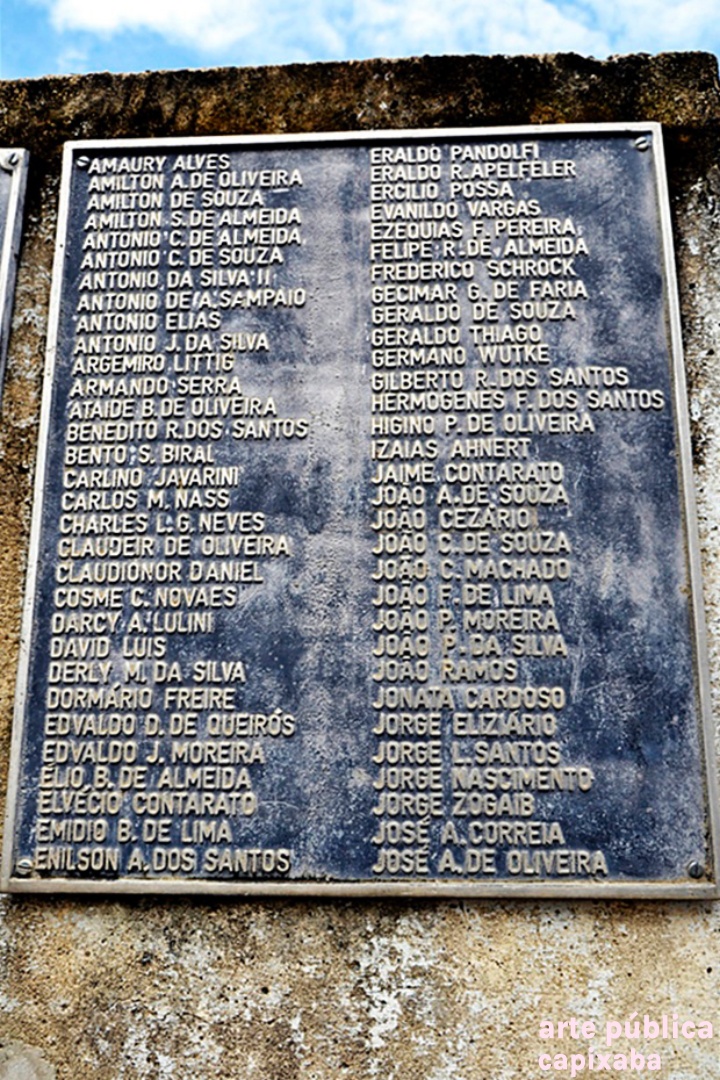 AMAURY ALVES
AMILTON A. DE OLIVEIRA
AMILTON DE SOUZA
AMILTON S. DE ALMEIDA
ANTONIO C. DE ALMEIDA
ANTONIO C. DE SOUZA
ANTONIO DA SILVA II
ANTONIO DE A. SAMPAIO
ANTONIO ELIAS
ANTONIO J. DA SILVA
ARGEMIRO LITTIG
ARMANDO SERRA
ATAIDE B. DE OLIVEIRA
BENEDITO R. DOS SANTOS
BENTO S. BIRAL
CARLINO JAVARINI
CARLOS M. NASS
CHARLES L. G. NEVES
CLAUDEIR DE OLIVEIRA
CLAUDIONOR DANIEL
COSME C. NOVAES
DARCY A. LULINI
DAVID LUIS
DERLY M. DA SILVA
DORMÁRIO FREIRE
EDVALDO D. DE QUEIRÓS
EDVALDO J. MOREIRA
ÉLIO B. DE ALMEIDA
ELVÉCIO CONTARATO
EMIDIO B. DE LIMA
ENILSON A. DOS SANTOS
ERALDO PANDOLFI
ERALDO R. APELFELER
ERCILIO POSSA
EVANILDO VARGAS
EZEQUIAS F. PEREIRA
FELIPE R. DE ALMEIDA
FREDERICO SCHROCK
GECIMAR G. DE FARIA
GERALDO DE SOUZA
GERALDO THIAGO
GERMANO WUTKE
GILBERTO R. DOS SANTOS
HERMOGENES F. DOS SANTOS
HIGINO P. DE OLIVEIRA
IZAIAS AHNERT
JAIME CONTARATO
JOÃO A. DE SOUZA
JOÃO CEZÁRIO
JOÃO C. DE SOUZA
JOÃO C. MACHADO
JOÃO F. DE LIMA
JOÃO P. MOREIRA
JOÃO P. DA SILVA
JOÃO RAMOS
JONATA CARDOSO
JORGE ELIZIÁRIO
JORGE L. SANTOS
JORGE NASCIMENTO
JORGE ZOGAIB
JOSÉ A. CORREIA
JOSÉ A. DE OLIVEIRA
arte pública
capixaba